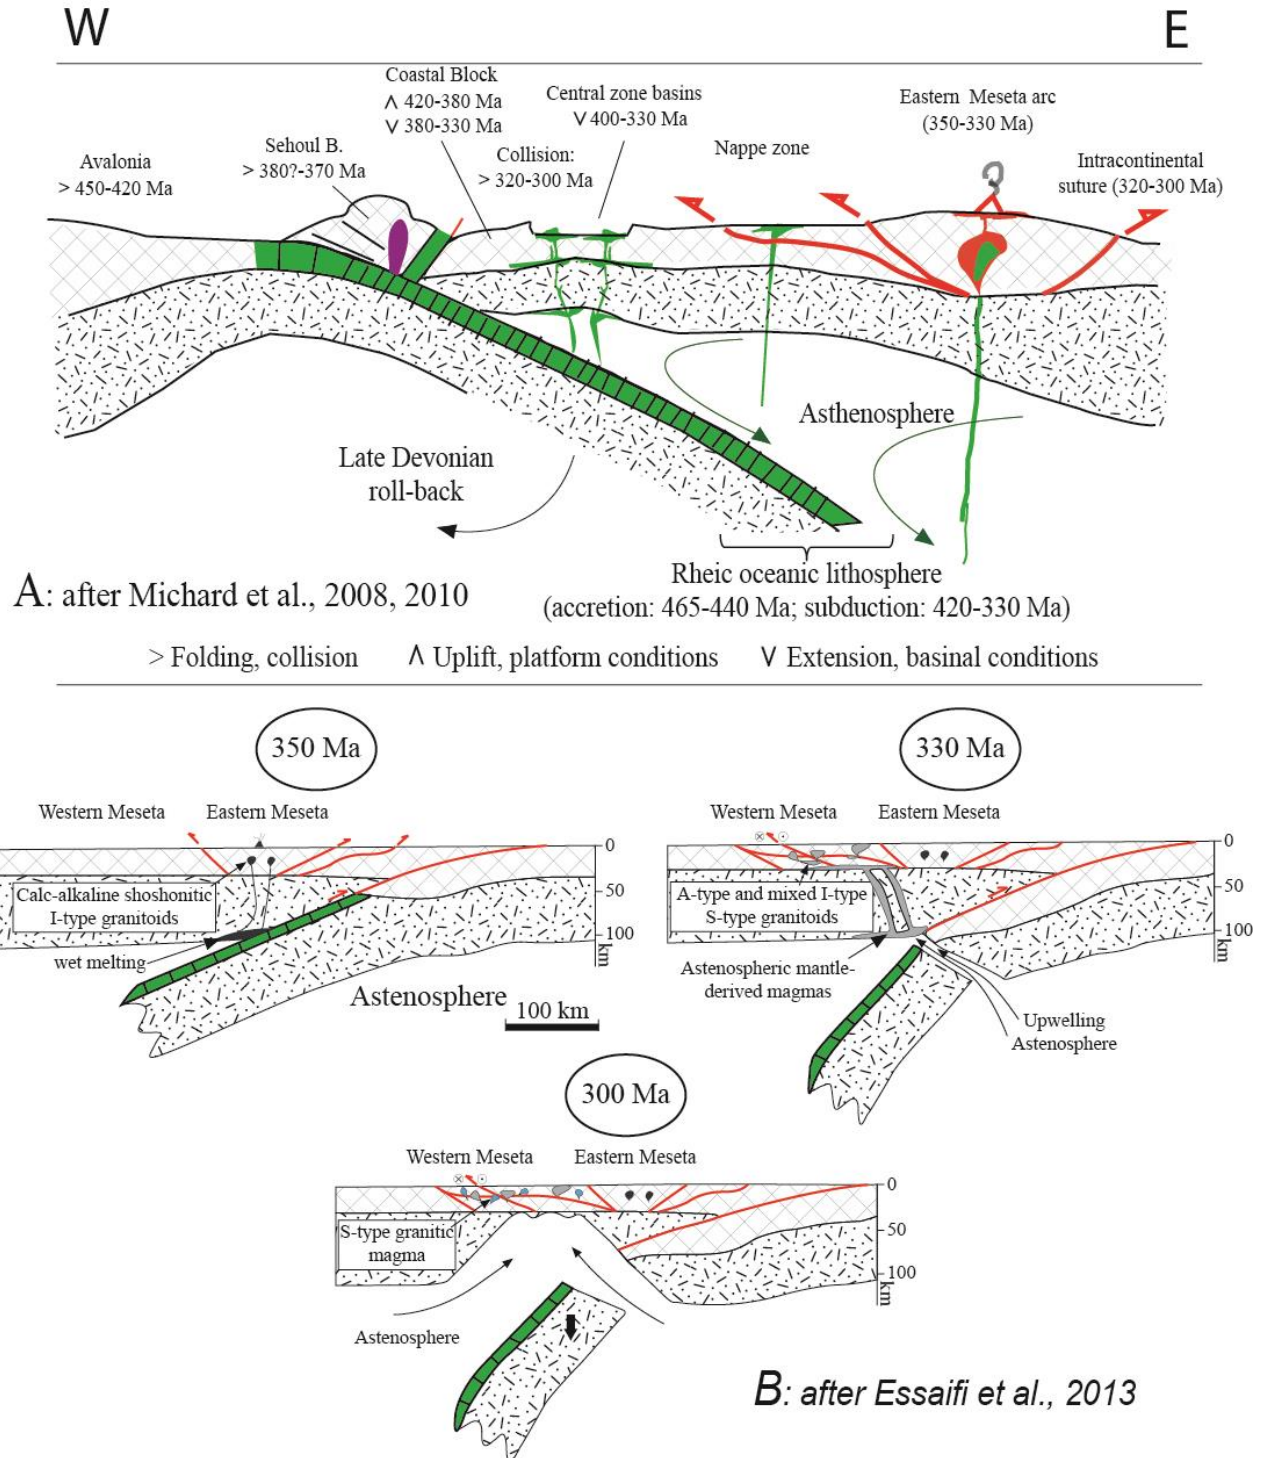 W
E
Coastal Block
∧ 420-380 Ma
∨ 380-330 Ma
Central zone basins
∨ 400-330 Ma
Eastern Meseta arc
(350-330 Ma)
Avalonia
> 450-420 Ma
Sehoul B.
> 380?-370 Ma
Collision:
> 320-300 Ma
Nappe zone
Intracontinental
suture (320-300 Ma)
Asthenosphere
Late Devonian
roll-back
Rheic oceanic lithosphere
(accretion: 465-440 Ma; subduction: 420-330 Ma)
A: after Michard et al., 2008, 2010
> Folding, collision ∧ Uplift, platform conditions ∨ Extension, basinal conditions
350 Ma
Western Meseta Eastern Meseta
0
50
100
km
Calc-alkaline shoshonitic
I-type granitoids
wet melting
Astenosphere
100 km
330 Ma
Western Meseta Eastern Meseta
0
50
100
km
A-type and mixed I-type
S-type granitoids
Astenospheric mantle-
derived magmas
Upwelling
Astenosphere
300 Ma
Western Meseta Eastern Meseta
0
50
100
km
S-type granitic
magma
Astenosphere
B: after Essaifi et al., 2013